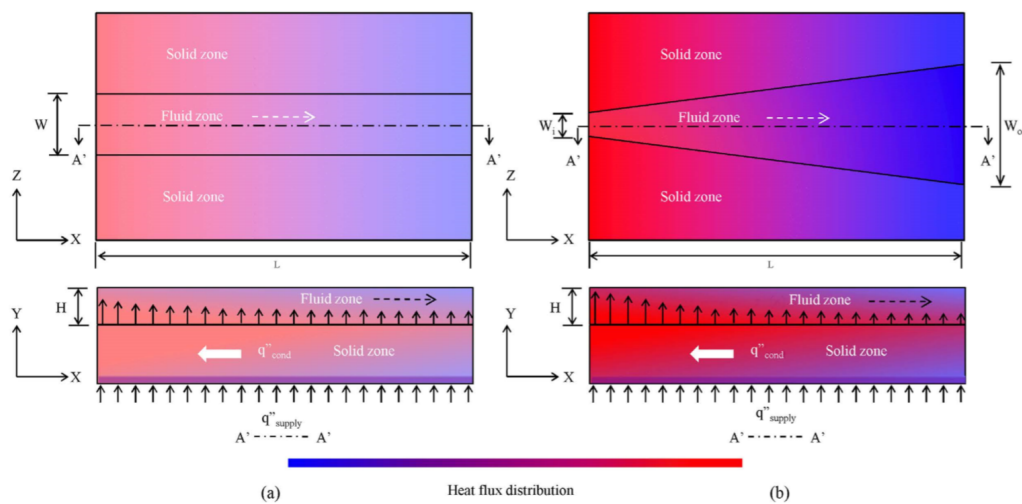 Solid zone
Fluid zone
W
A'
A'
Z
Solid zone
X
L
Solid zone
Fluid zone
Wi
Wo
A'
A'
Z
Solid zone
X
L
H
Fluid zone
Y
q"cond
Solid zone
X
q"supply
A' A'
H
Fluid zone
Y
q"cond
Solid zone
X
q"supply
A' A'
(a)
Heat flux distribution
(b)